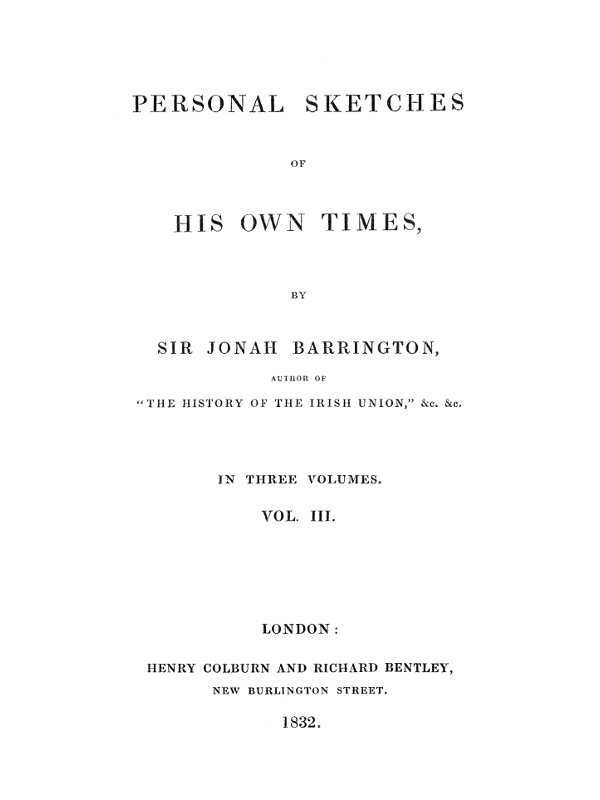 PERSONAL SKETCHES
OF
HIS OWN TIMES,
BY
SIR JONAH BARRINGTON,
AUTHOR OF
“THE HISTORY OF THE IRISH UNION,” &c. &c.
IN THREE VOLUMES.
VOL. III.
LONDON:
HENRY COLBURN AND RICHARD BENTLEY,
NEW BURLINGTON STREET.
1832.